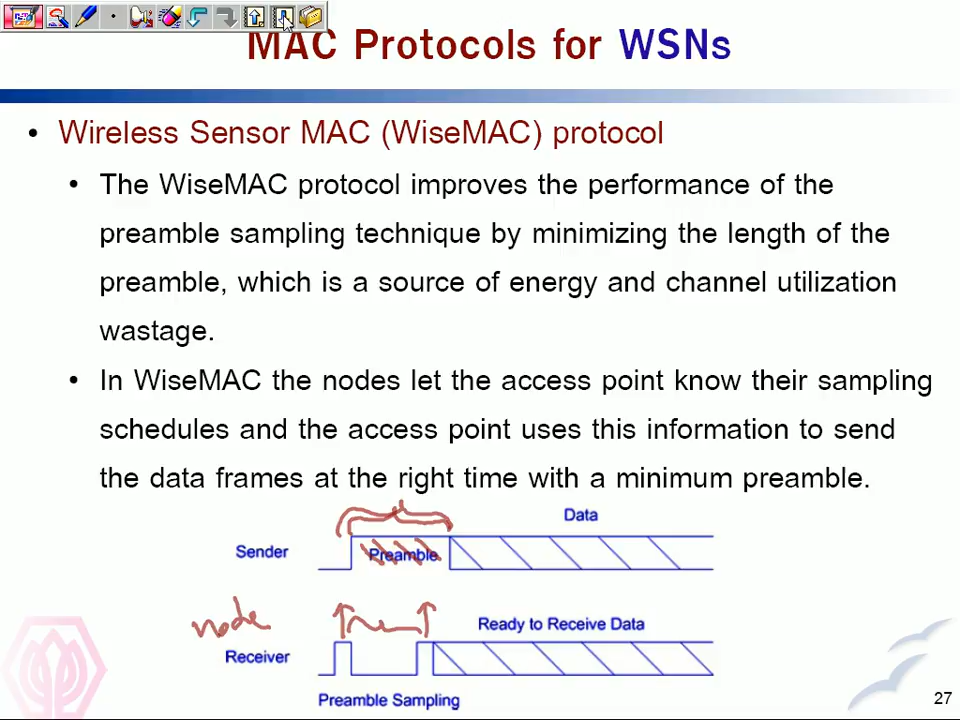 MAC Protocols for WSNs
• Wireless Sensor MAC (WiseMAC) protocol
• The WiseMAC protocol improves the performance of the
preamble sampling technique by minimizing the length of the
preamble, which is a source of energy and channel utilization
wastage.
• In WiseMAC the nodes let the access point know their sampling
schedules and the access point uses this information to send
the data frames at the right time with a minimum preamble.
Data
Sender
Preamble
node
Ready to Receive Data
Receiver
Preamble Sampling
27